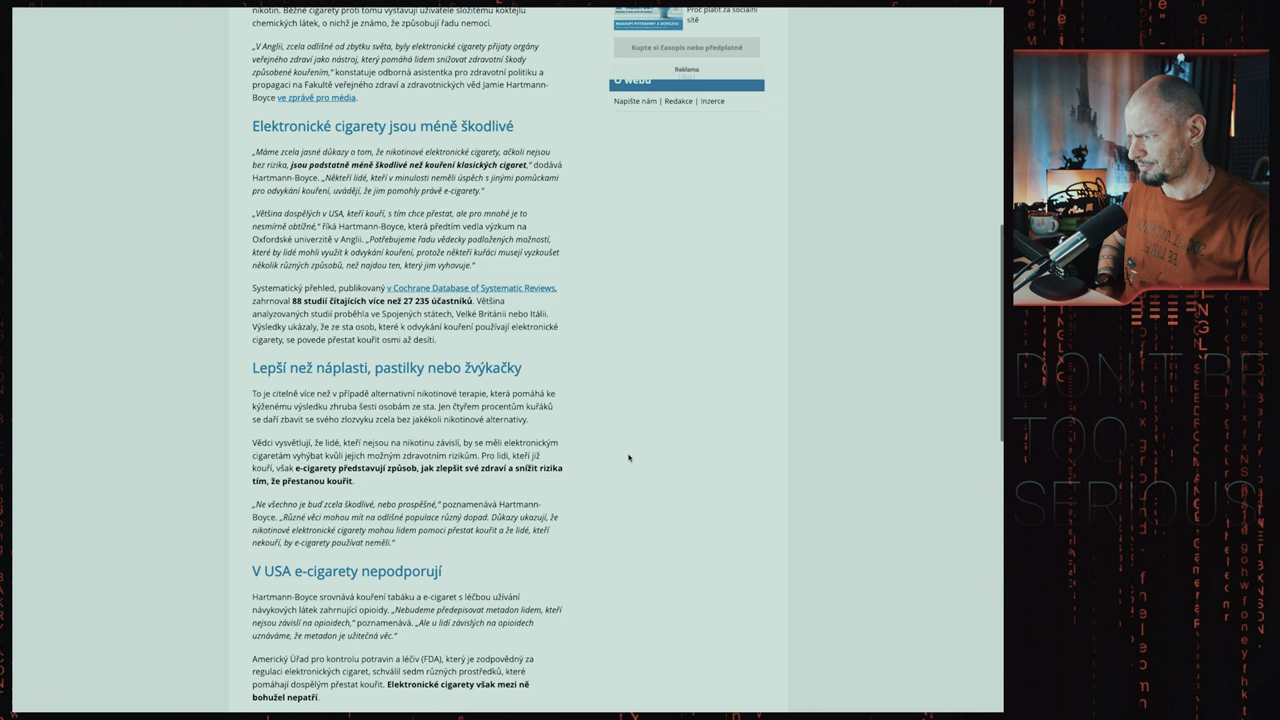 nikotin. Běžné cigarety proti tomu vystavují uživatele složitému koktejlu
chemických látek, o nichž je známo, že způsobují řadu nemocí.
„V Anglii, zcela odlišně od zbytku světa, byly elektronické cigarety přijaty orgány
veřejného zdraví jako nástroj, který pomáhá lidem snižovat zdravotní škody
způsobené kouřením,“ konstatuje odborná asistentka pro zdravotní politiku a
propagaci na Fakultě veřejného zdraví a zdravotnických věd Jamie Hartmann-
Boyce ve zprávě pro média.
Elektronické cigarety jsou méně škodlivé
„Máme zcela jasné důkazy o tom, že nikotinové elektronické cigarety, ačkoli nejsou
bez rizika, jsou podstatně méně škodlivé než kouření klasických cigaret,“ dodává
Hartmann-Boyce. „Někteří lidé, kteří v minulosti neměli úspěch s jinými pomůckami
pro odvykání kouření, uvádějí, že jim pomohly právě e-cigarety.“
„Většina dospělých v USA, kteří kouří, s tím chce přestat, ale pro mnohé je to
nesmírně obtížné,“ říká Hartmann-Boyce, která předtím vedla výzkum na
Oxfordské univerzitě v Anglii. „Potřebujeme řadu vědecky podložených možností,
které by lidé mohli využít k odvykání kouření, protože někteří kuřáci musejí vyzkoušet
několik různých způsobů, než najdou ten, který jim vyhovuje.“
Systematický přehled, publikovaný v Cochrane Database of Systematic Reviews,
zahrnoval 88 studií čítajících více než 27 235 účastníků. Většina
analyzovaných studií proběhla ve Spojených státech, Velké Británii nebo Itálii.
Výsledky ukázaly, že ze sta osob, které k odvykání kouření používají elektronické
cigarety, se povede přestat kouřit osmi až desíti.
Lepší než náplasti, pastilky nebo žvýkačky
To je citelně více než v případě alternativní nikotinové terapie, která pomáhá ke
kýženému výsledku zhruba šesti osobám ze sta. Jen čtyřem procentům kuřáků
se daří zbavit se svého zlozvyku zcela bez jakékoli nikotinové alternativy.
Vědci vysvětlují, že lidé, kteří nejsou na nikotinu závislí, by se měli elektronickým
cigaretám vyhýbat kvůli jejich možným zdravotním rizikům. Pro lidi, kteří již
kouří, však e-cigarety představují způsob, jak zlepšit své zdraví a snížit rizika
tím, že přestanou kouřit.
„Ne všechno je buď zcela škodlivé, nebo prospěšné,“ poznamenává Hartmann-
Boyce. „Různé věci mohou mít na odlišné populace různý dopad. Důkazy ukazují, že
nikotinové elektronické cigarety mohou lidem pomoci přestat kouřit a že lidé, kteří
nekouří, by e-cigarety používat neměli.“
V USA e-cigarety nepodporují
Hartmann-Boyce srovnává kouření tabáku a e-cigaret s léčbou užívání
návykových látek zahrnující opioidy. „Nebudeme předepisovat metadon lidem, kteří
nejsou závislí na opioidech,“ poznamenává. „Ale u lidí závislých na opioidech
uznáváme, že metadon je užitečná věc.“
Americký Úřad pro kontrolu potravin a léčiv (FDA), který je zodpovědný za
regulaci elektronických cigaret, schválil sedm různých prostředků, které
pomáhají dospělým přestat kouřit. Elektronické cigarety však mezi ně
bohužel nepatří.
Proč platit za sociální
sítě
Kupte si časopis nebo předplatné
Reklama
O webu
Napište nám | Redakce | Inzerce
DON'T BE
TOO
SERIOUS